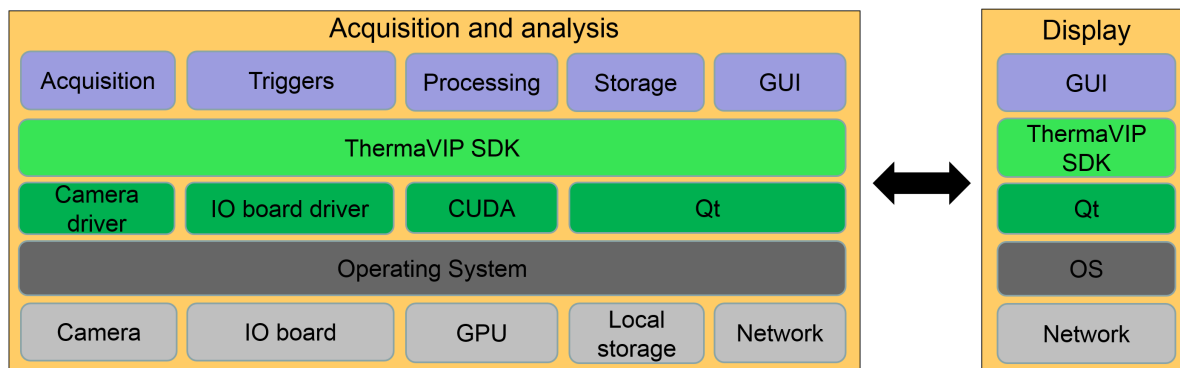 Acquisition and analysis
Acquisition
Triggers
Processing
Storage
GUI
ThermaVIP SDK
Camera
driver
IO board driver
CUDA
Qt
Operating System
Camera
IO board
GPU
Local
storage
Network
Display
GUI
ThermaVIP
SDK
Qt
OS
Network